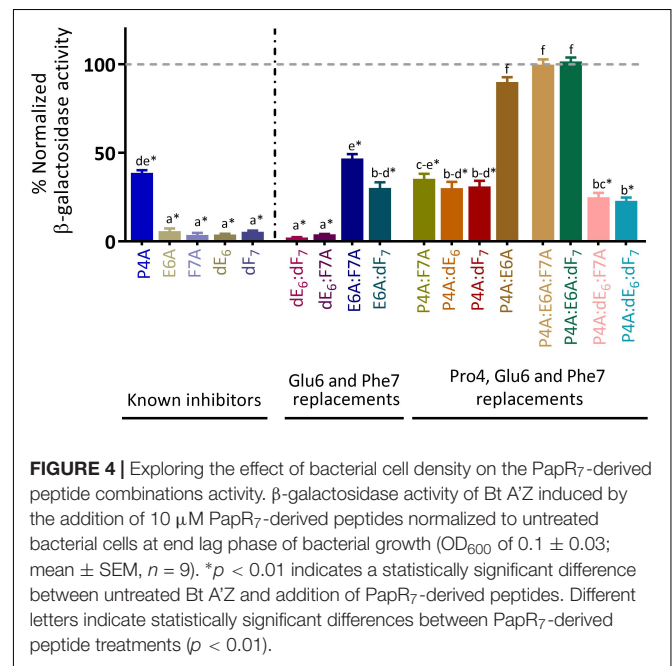 % Normalized
β-galactosidase activity
100
50
0
de*
a*
a*
a*
a*
a*
a*
e*
b-d*
c-e*
b-d*
b-d*
f
f
f
bc*
b*
P4A
E6A
F7A
dE₆
dF₇
dE₆:dF₇
dE₆:F7A
E6A:F7A
E6A:dF₇
P4A:F7A
P4A:dE₆
P4A:dF₇
P4A:E6A
P4A:E6A:F7A
P4A:E6A:dF₇
P4A:dE₆:F7A
P4A:dE₆:dF₇
Known inhibitors
Glu6 and Phe7
replacements
Pro4, Glu6 and Phe7
replacements
FIGURE 4 | Exploring the effect of bacterial cell density on the PapR₇-derived
peptide combinations activity. β-galactosidase activity of Bt A’Z induced by
the addition of 10 μM PapR₇-derived peptides normalized to untreated
bacterial cells at end lag phase of bacterial growth (OD₆₀₀ of 0.1 ± 0.03;
mean ± SEM, n = 9). *p < 0.01 indicates a statistically significant difference
between untreated Bt A’Z and addition of PapR₇-derived peptides. Different
letters indicate statistically significant differences between PapR₇-derived
peptide treatments (p < 0.01).